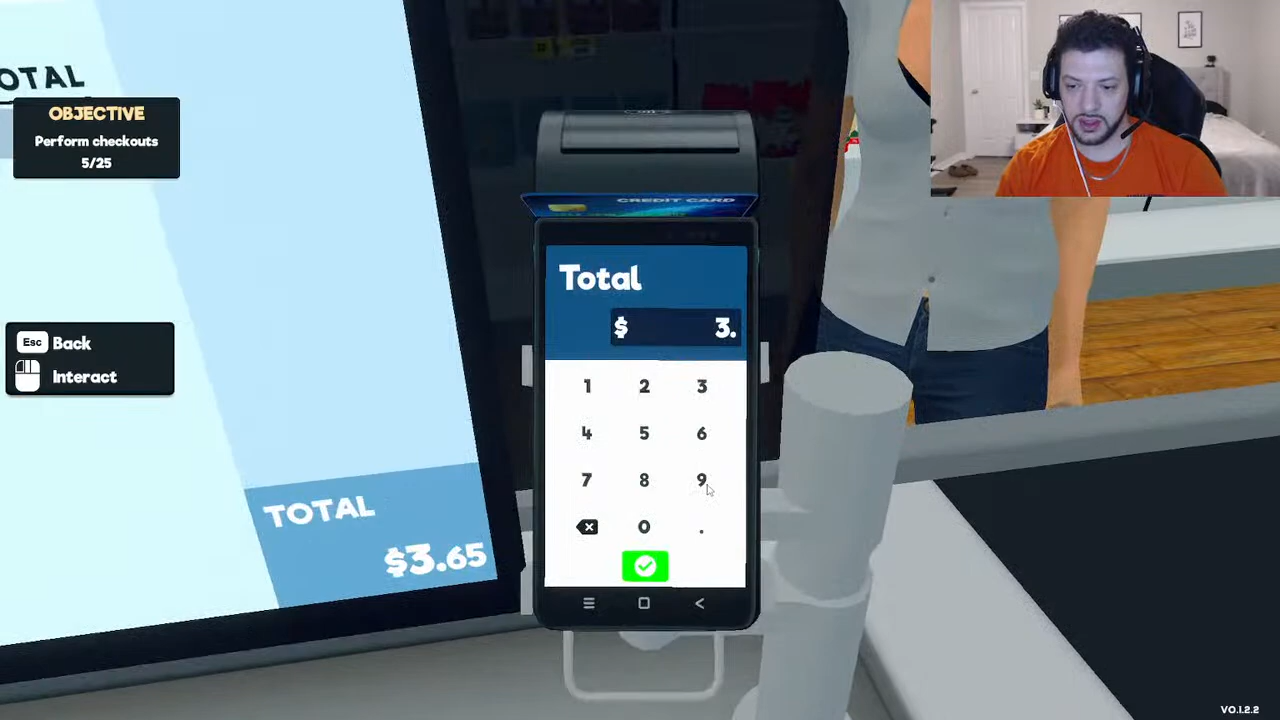 OTAL
OBJECTIVE
Perform checkouts
5/25
Esc Back
Interact
TOTAL
$3.65
CREDIT CARD
Total
$ 3.
1 2 3
4 5 6
7 8 9
0 .
V0.1.2.2